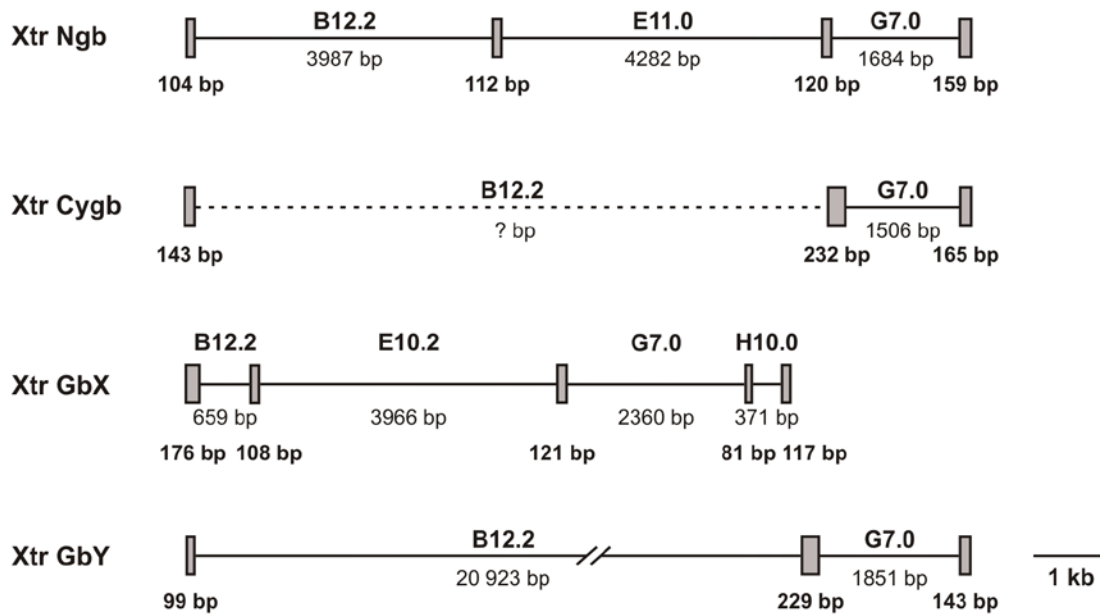 B12.2 E11.0 G7.0
Xtr Ngb
3987 bp 4282 bp 1684 bp
104 bp 112 bp 120 bp 159 bp
B12.2 G7.0
Xtr Cygb
? bp 1506 bp
143 bp 232 bp 165 bp
B12.2 E10.2 G7.0 H10.0
Xtr GbX
659 bp 3966 bp 2360 bp 371 bp
176 bp 108 bp 121 bp 81 bp 117 bp
B12.2 G7.0
Xtr GbY
20 923 bp 1851 bp 1 kb
99 bp 229 bp 143 bp